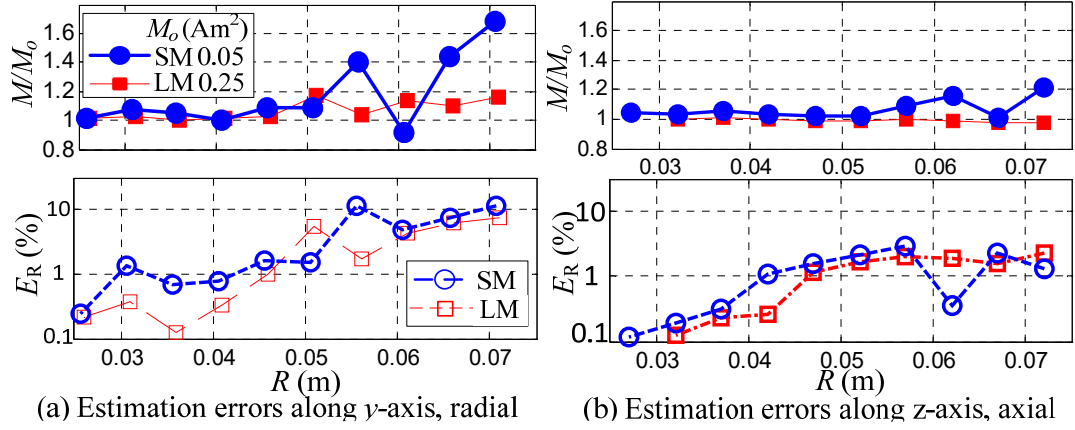 M/Mo
1.6
1.4
1.2
1
0.8
Mo (Am²)
SM 0.05
LM 0.25
M/Mo
1.6
1.4
1.2
1
0.8
0.03 0.04 0.05 0.06 0.07
ER (%)
10
1
0.1
SM
LM
0.03 0.04 0.05 0.06 0.07
R (m)
ER (%)
10
1
0.1
0.03 0.04 0.05 0.06 0.07
R (m)
(a) Estimation errors along y-axis, radial
(b) Estimation errors along z-axis, axial